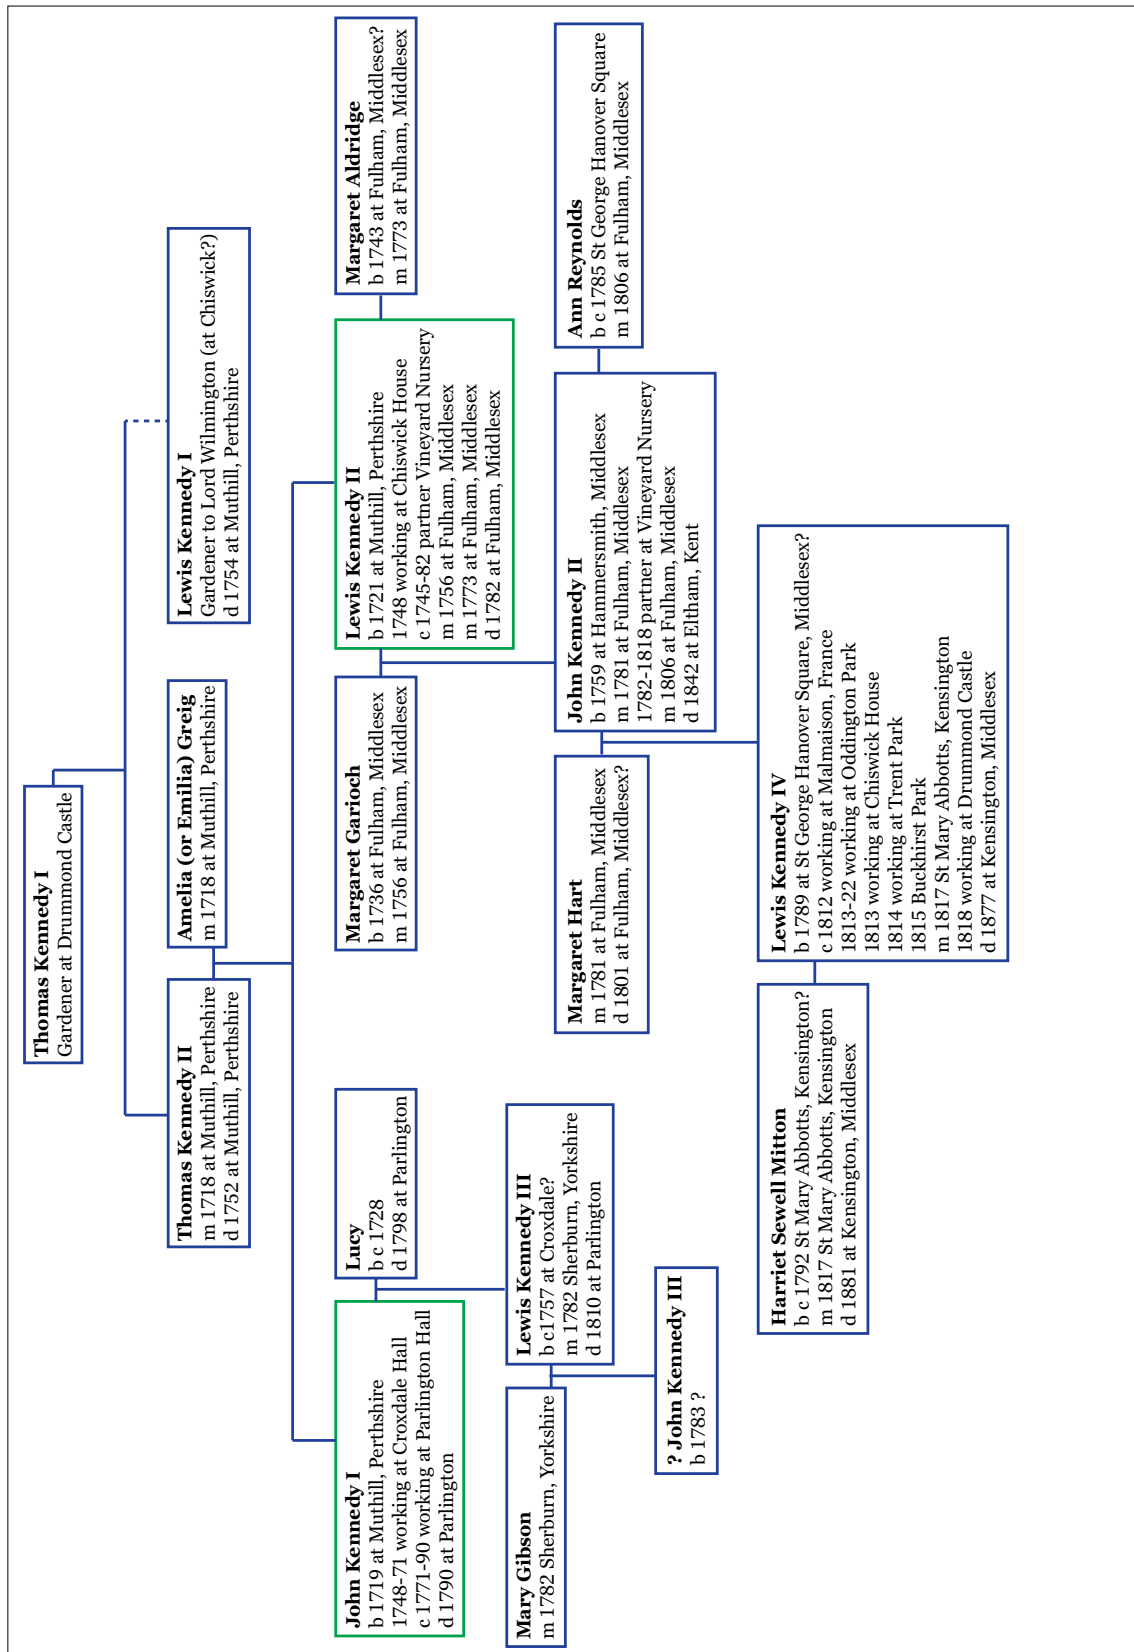 Thomas Kennedy I
Gardener at Drummond Castle
Thomas Kennedy II
m 1718 at Muthill, Perthshire
d 1752 at Muthill, Perthshire
Amelia (or Emilia) Greig
m 1718 at Muthill, Perthshire
Lewis Kennedy I
Gardener to Lord Wilmington (at Chiswick?)
d 1754 at Muthill, Perthshire
John Kennedy I
b 1719 at Muthill, Perthshire
1748-71 working at Croxdale Hall
c 1771-90 working at Parlington Hall
d 1790 at Parlington
Lucy
b c 1728
d 1798 at Parlington
Margaret Garioch
b 1736 at Fulham, Middlesex
m 1756 at Fulham, Middlesex
Lewis Kennedy II
b 1721 at Muthill, Perthshire
1748 working at Chiswick House
c 1745-82 partner Vineyard Nursery
m 1756 at Fulham, Middlesex
m 1773 at Fulham, Middlesex
d 1782 at Fulham, Middlesex
Margaret Aldridge
b 1743 at Fulham, Middlesex?
m 1773 at Fulham, Middlesex
Mary Gibson
m 1782 Sherburn, Yorkshire
Lewis Kennedy III
b c1757 at Croxdale?
m 1782 Sherburn, Yorkshire
d 1810 at Parlington
Margaret Hart
m 1781 at Fulham, Middlesex
d 1801 at Fulham, Middlesex?
John Kennedy II
b 1759 at Hammersmith, Middlesex
m 1781 at Fulham, Middlesex
1782-1818 partner at Vineyard Nursery
m 1806 at Fulham, Middlesex
d 1842 at Eltham, Kent
Ann Reynolds
b c 1785 St George Hanover Square
m 1806 at Fulham, Middlesex
? John Kennedy III
b 1783 ?
Harriet Sewell Mitton
b c 1792 St Mary Abbotts, Kensington?
m 1817 St Mary Abbotts, Kensington
d 1881 at Kensington, Middlesex
Lewis Kennedy IV
b 1789 at St George Hanover Square, Middlesex?
c 1812 working at Malmaison, France
1813-22 working at Oddington Park
1813 working at Chiswick House
1814 working at Trent Park
1815 Buckhirst Park
m 1817 St Mary Abbotts, Kensington
1818 working at Drummond Castle
d 1877 at Kensington, Middlesex